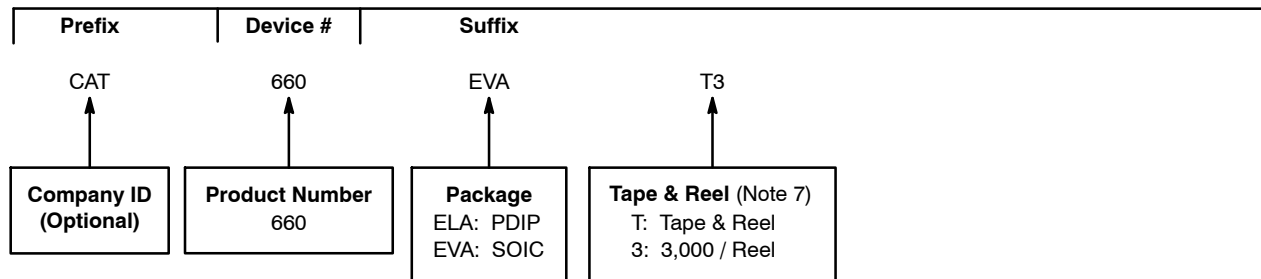 Prefix Device # Suffix
CAT 660 EVA T3
Company ID
(Optional)
Product Number
660
Package
ELA: PDIP
EVA: SOIC
Tape & Reel (Note 7)
T: Tape & Reel
3: 3,000 / Reel